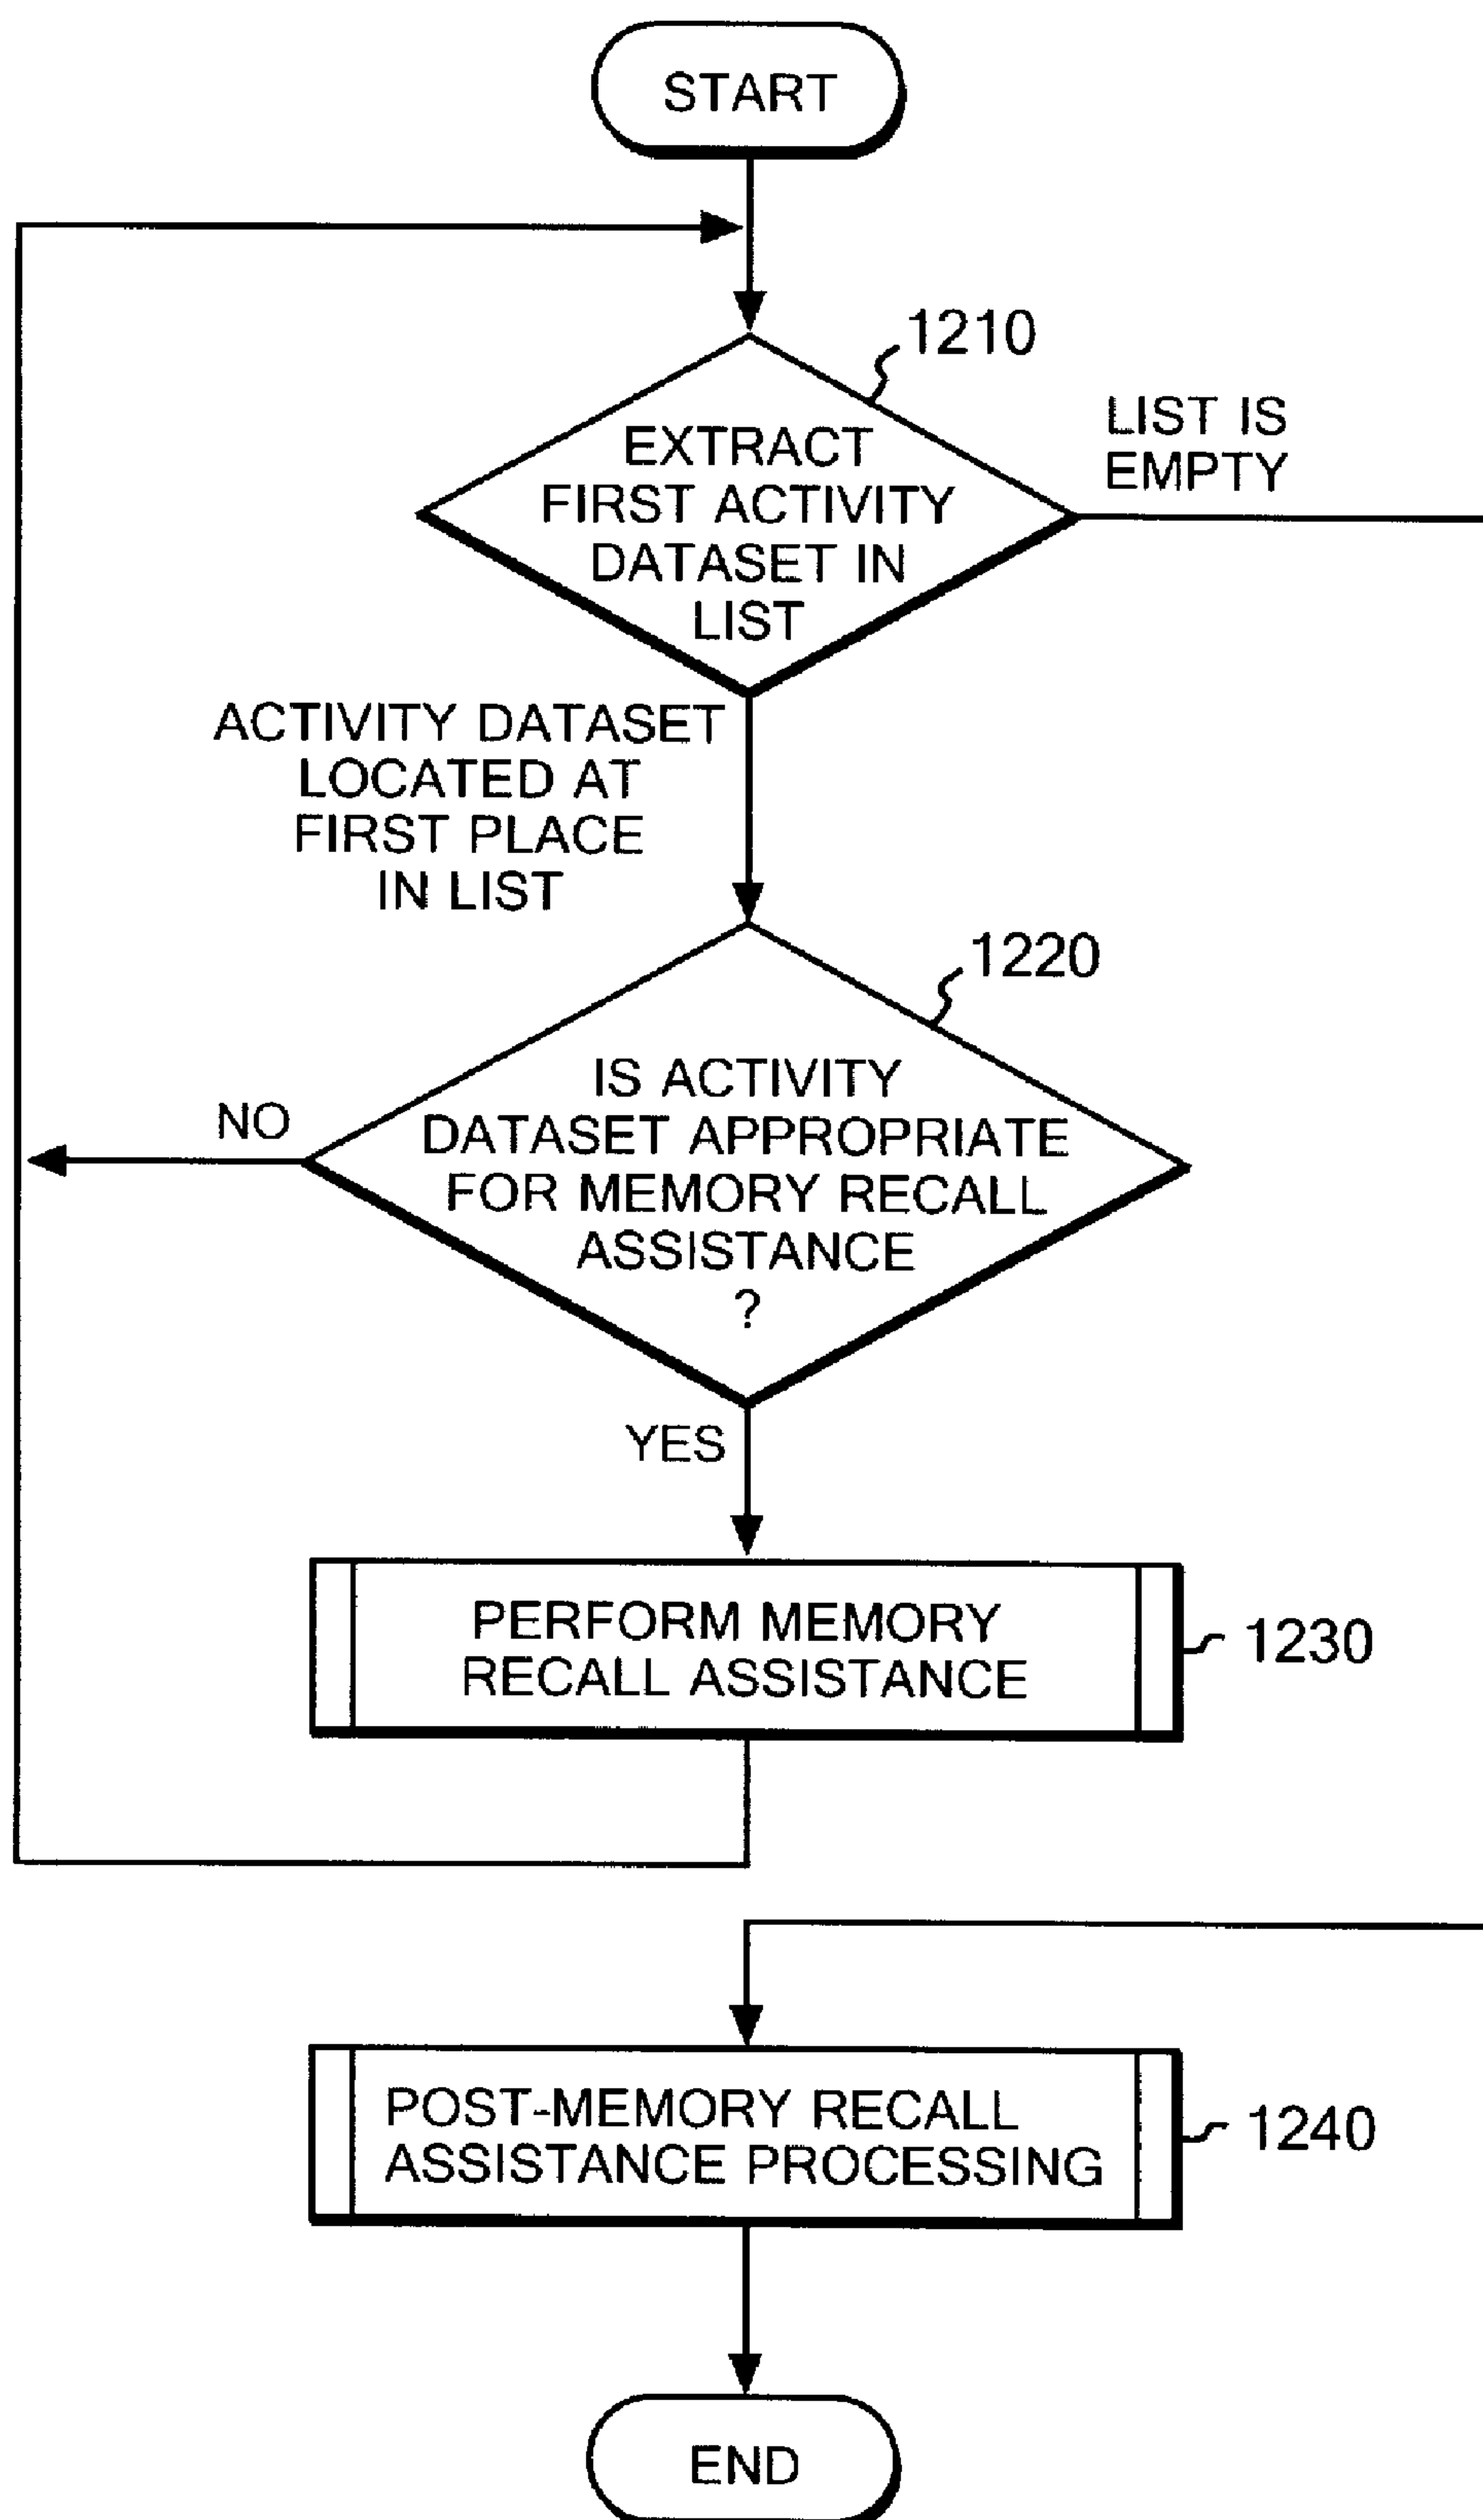 START
1210
LIST IS
EMPTY
EXTRACT
FIRST ACTIVITY
DATASET IN
LIST
ACTIVITY DATASET
LOCATED AT
FIRST PLACE
IN LIST
1220
IS ACTIVITY
DATASET APPROPRIATE
FOR MEMORY RECALL
ASSISTANCE
?
NO
YES
PERFORM MEMORY
RECALL ASSISTANCE
1230
POST-MEMORY RECALL
ASSISTANCE PROCESSING
1240
END